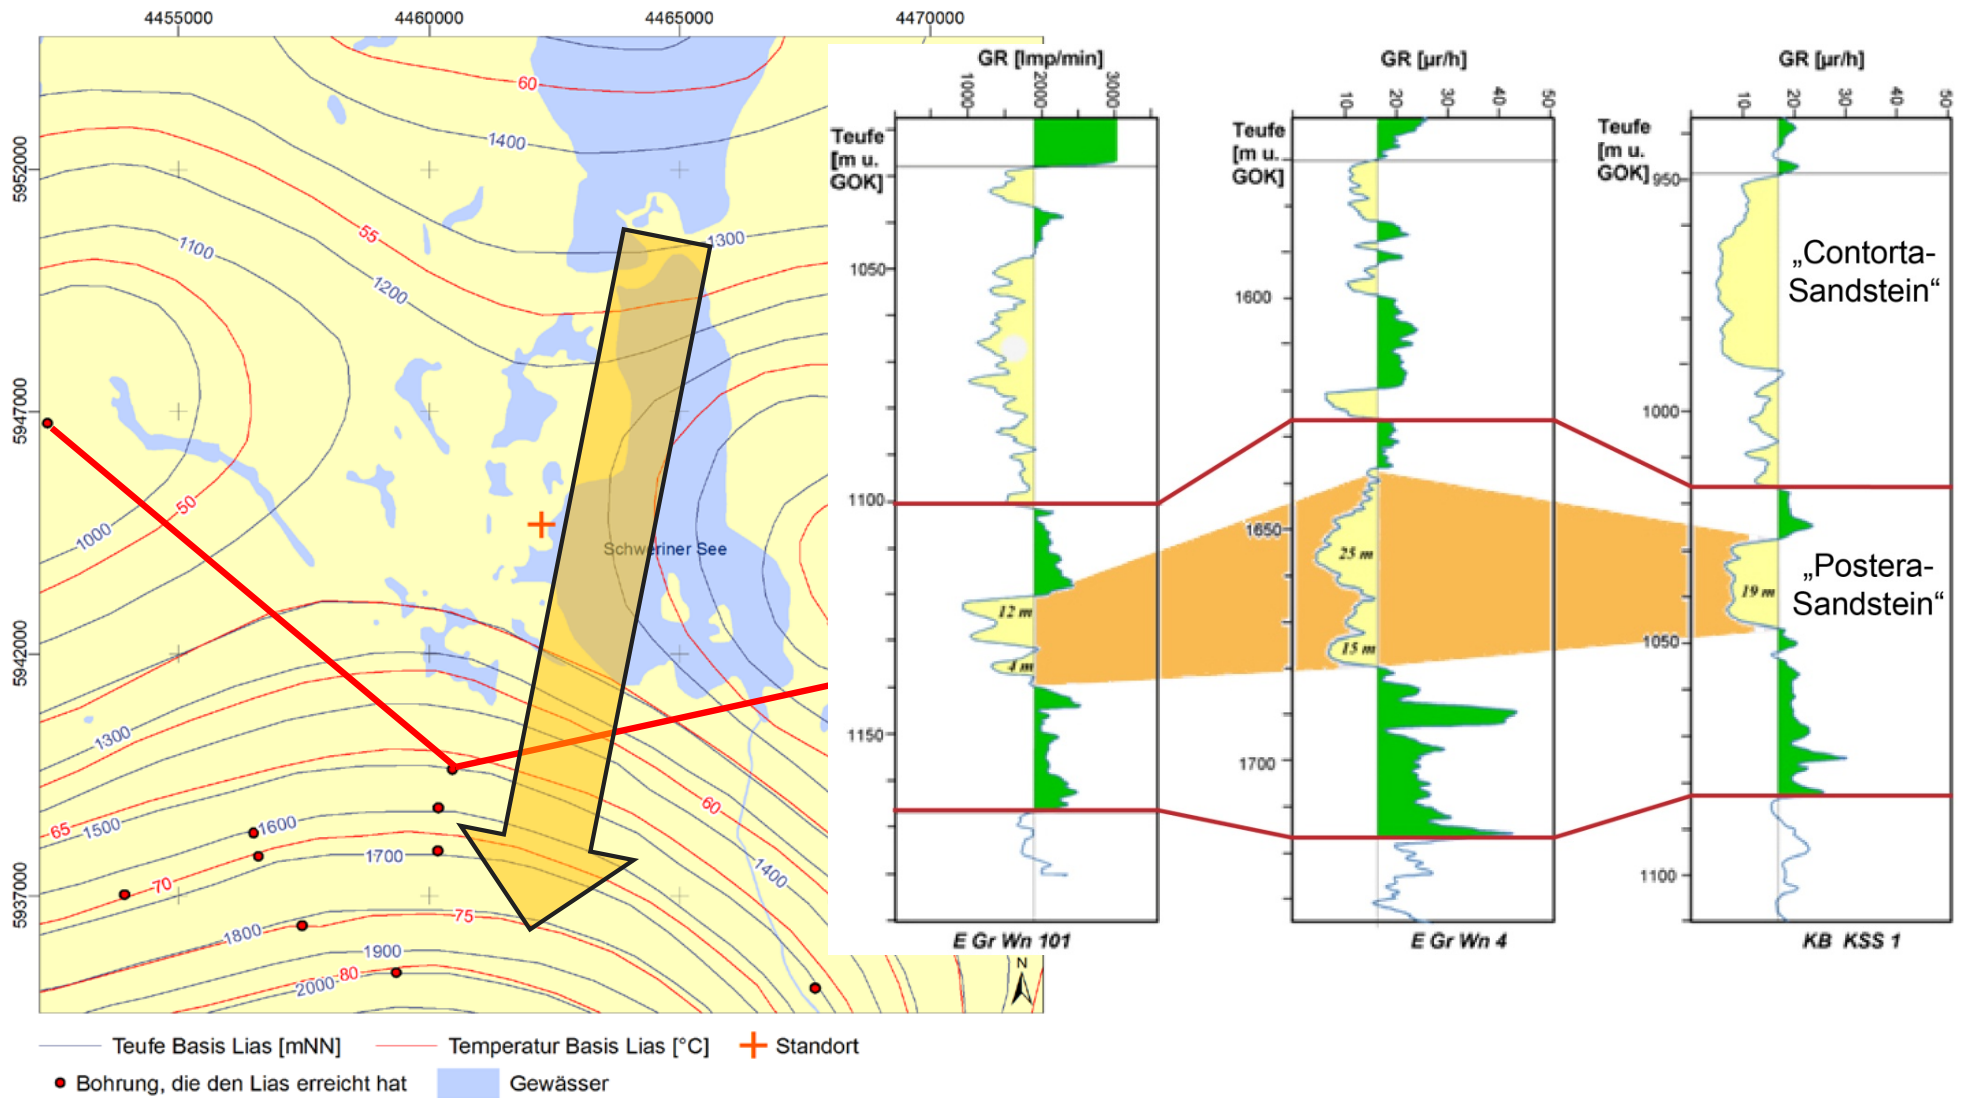 4455000
4460000
4465000
4470000
5952000
5947000
5942000
5937000
60
1400
55
1100
1200
1300
50
1000
Schweriner See
1300
65
1500
1600
1700
60
1400
70
1800
75
1900
80
2000
N
GR [Imp/min]
10000
20000
30000
Teufe
[m u.
GOK]
1050
1100
1150
12 m
4 m
E Gr Wn 101
GR [µr/h]
10
20
30
40
50
Teufe
[m u.
GOK]
1600
1650
1700
25 m
15 m
E Gr Wn 4
GR [µr/h]
10
20
30
40
50
Teufe
[m u.
GOK]
950
1000
1050
1100
„Contorta-
Sandstein“
19 m
„Postera-
Sandstein“
KB KSS 1
Teufe Basis Lias [mNN]
Temperatur Basis Lias [°C]
Standort
Bohrung, die den Lias erreicht hat
Gewässer